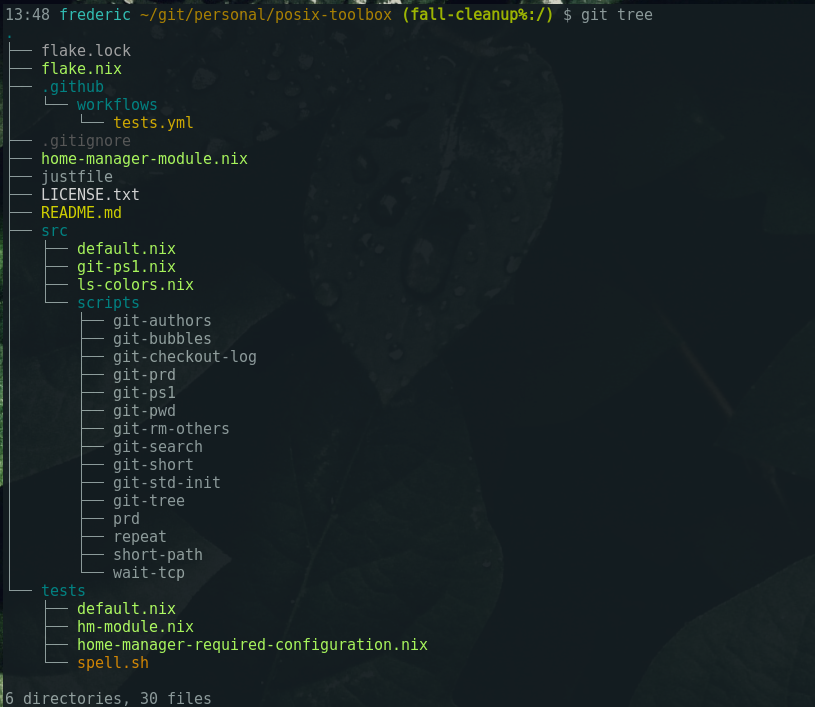 13:48 frederic ~/git/personal/posix-toolbox (fall-cleanup%:/) $ git tree
.
├── flake.lock
├── flake.nix
├── .github
│   └── workflows
│       └── tests.yml
├── .gitignore
├── home-manager-module.nix
├── justfile
├── LICENSE.txt
├── README.md
├── src
│   ├── default.nix
│   ├── git-ps1.nix
│   ├── ls-colors.nix
│   └── scripts
│       ├── git-authors
│       ├── git-bubbles
│       ├── git-checkout-log
│       ├── git-prd
│       ├── git-ps1
│       ├── git-pwd
│       ├── git-rm-others
│       ├── git-search
│       ├── git-short
│       ├── git-std-init
│       ├── git-tree
│       ├── prd
│       ├── repeat
│       ├── short-path
│       └── wait-tcp
└── tests
    ├── default.nix
    ├── hm-module.nix
    ├── home-manager-required-configuration.nix
    └── spell.sh

6 directories, 30 files